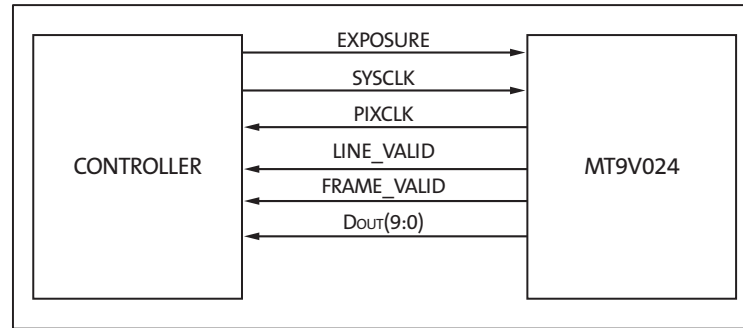 EXPOSURE
SYSCLK
PIXCLK
LINE_VALID
CONTROLLER
MT9V024
FRAME_VALID
DOUT(9:0)